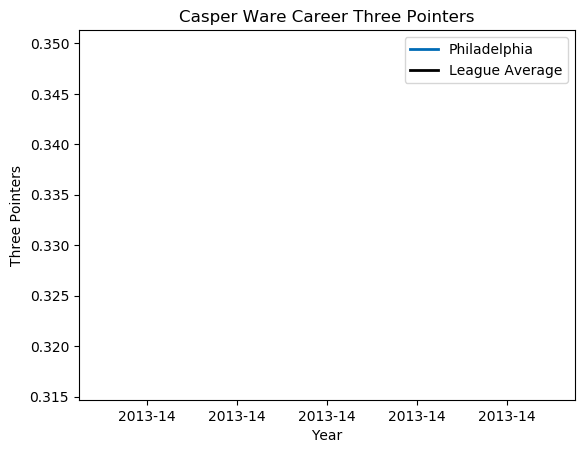 Casper Ware Career Three Pointers
Philadelphia
League Average
Three Pointers
0.350
0.345
0.340
0.335
0.330
0.325
0.320
0.315
2013-14 2013-14 2013-14 2013-14 2013-14
Year